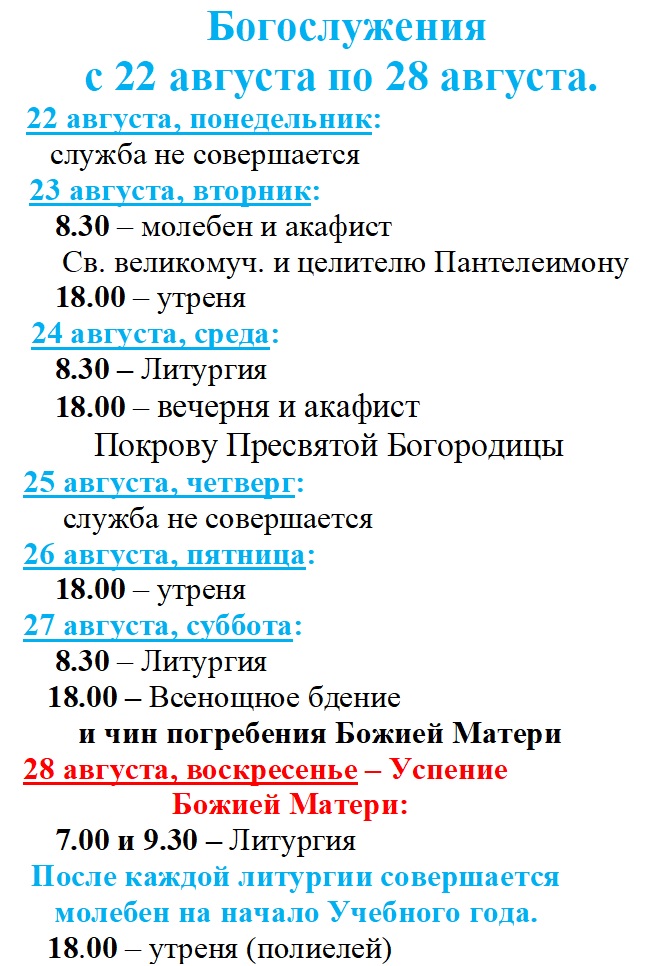 Богослужения
с 22 августа по 28 августа.
22 августа, понедельник:
служба не совершается
23 августа, вторник:
8.30 – молебен и акафист
Св. великомуч. и целителю Пантелеимону
18.00 – утреня
24 августа, среда:
8.30 – Литургия
18.00 – вечерня и акафист
Покрову Пресвятой Богородицы
25 августа, четверг:
служба не совершается
26 августа, пятница:
18.00 – утреня
27 августа, суббота:
8.30 – Литургия
18.00 – Всенощное бдение
и чин погребения Божией Матери
28 августа, воскресенье – Успение
Божией Матери:
7.00 и 9.30 – Литургия
После каждой литургии совершается
молебен на начало Учебного года.
18.00 – утреня (полиелей)